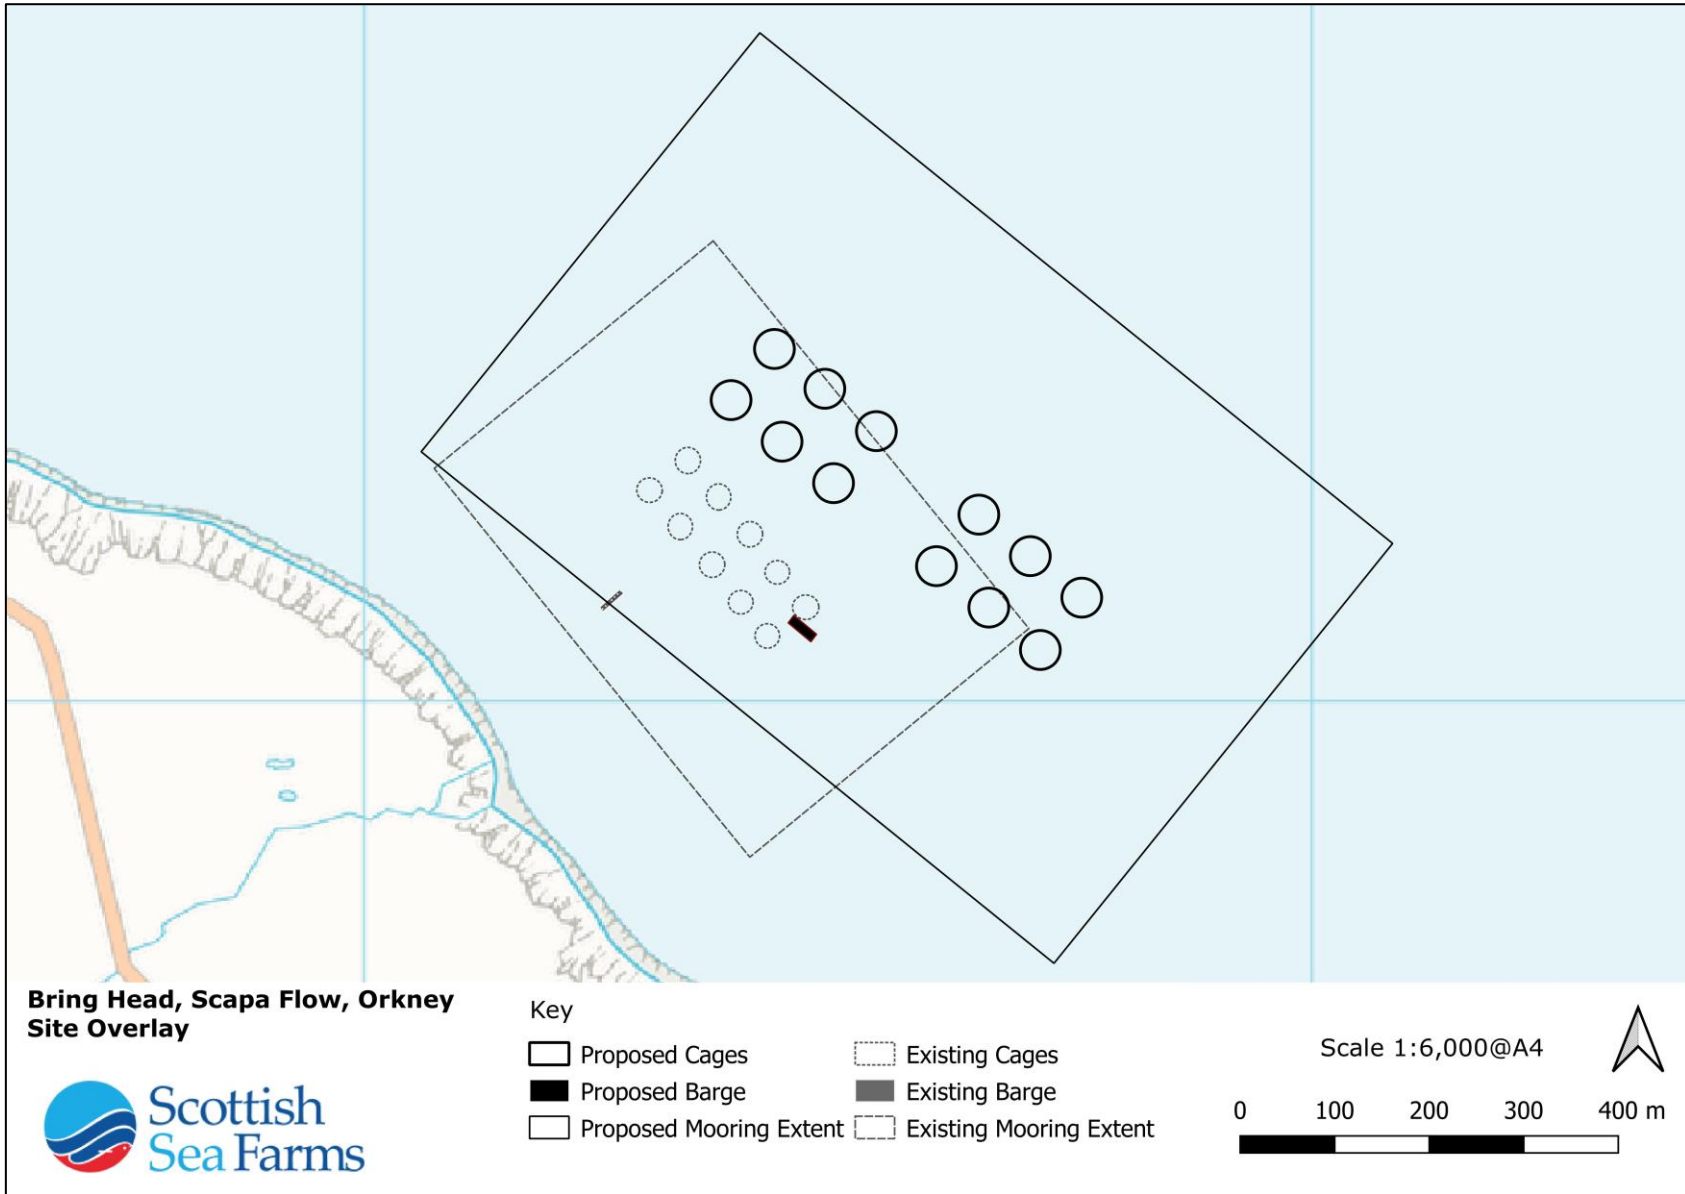 Bring Head, Scapa Flow, Orkney
Site Overlay
Scottish
Sea Farms
Key
Proposed Cages
Proposed Barge
Proposed Mooring Extent
Existing Cages
Existing Barge
Existing Mooring Extent
Scale 1:6,000@A4
0 100 200 300 400 m